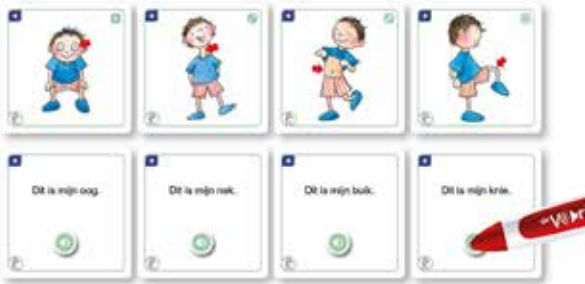 Dit is mijn oog.
Dit is mijn nek.
Dit is mijn buik.
Dit is mijn knie.